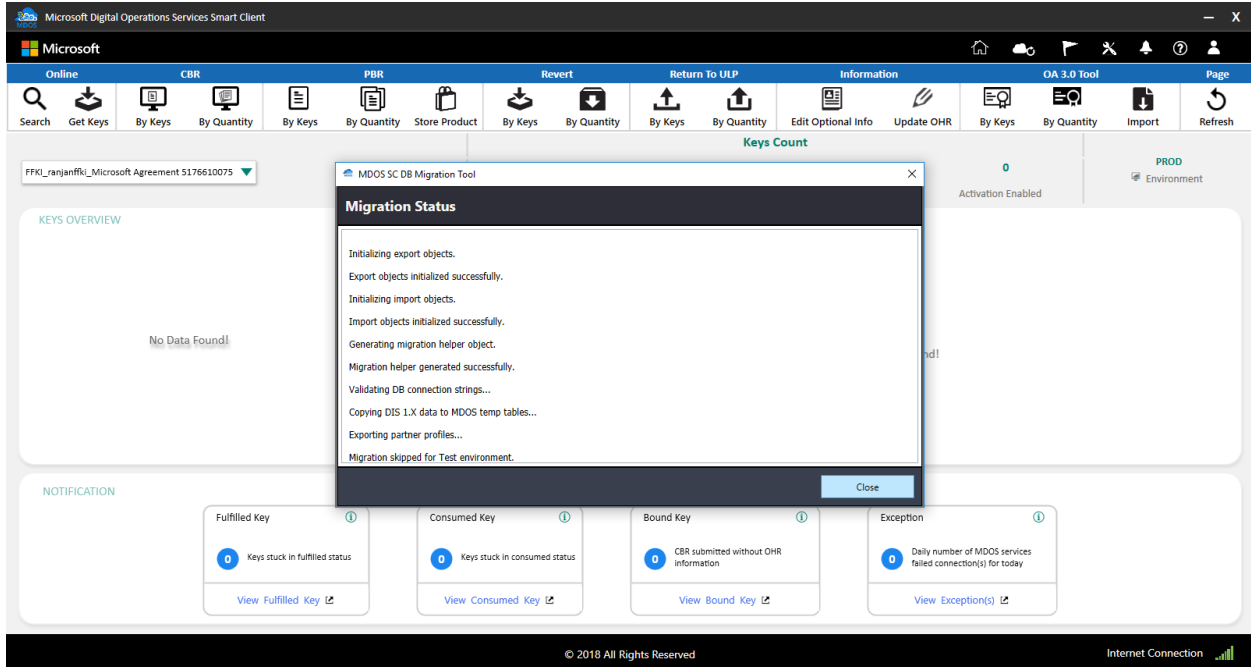 MDOS
Microsoft Digital Operations Services Smart Client
Microsoft
Online CBR PBR Revert Return To ULP Information OA 3.0 Tool Page
Search Get Keys By Keys By Quantity By Keys By Quantity Store Product By Keys By Quantity By Keys By Quantity Edit Optional Info Update OHR By Keys By Quantity Import Refresh
Keys Count
FFKI_ranjanffki_Microsoft Agreement 5176610075
0
Activation Enabled
PROD
Environment
MDOS SC DB Migration Tool
Migration Status
Initializing export objects.
Export objects initialized successfully.
Initializing import objects.
Import objects initialized successfully.
Generating migration helper object.
Migration helper generated successfully.
Validating DB connection strings...
Copying DIS 1.X data to MDOS temp tables...
Exporting partner profiles...
Migration skipped for Test environment.
Close
KEYS OVERVIEW
No Data Found!
nd!
NOTIFICATION
Fulfilled Key
0 Keys stuck in fulfilled status
View Fulfilled Key
Consumed Key
0 Keys stuck in consumed status
View Consumed Key
Bound Key
0 CBR submitted without OHR
information
View Bound Key
Exception
0 Daily number of MDOS services
failed connection(s) for today
View Exception(s)
© 2018 All Rights Reserved
Internet Connection